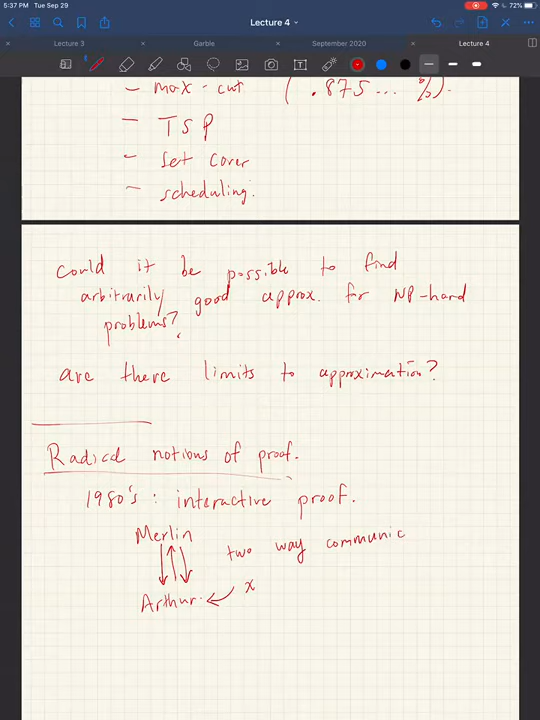 5:37 PM Tue Sep 29
72%
Lecture 4
Lecture 3
Garble
September 2020
Lecture 4
- max-cut (.875... %).
- TSP
- set cover
- scheduling.
could it be possible to find
arbitrarily good approx. for NP-hard
problems?
are there limits to approximation?
Radical notions of proof.
1980's: interactive proof.
Merlin
two way communic
Arthur. x